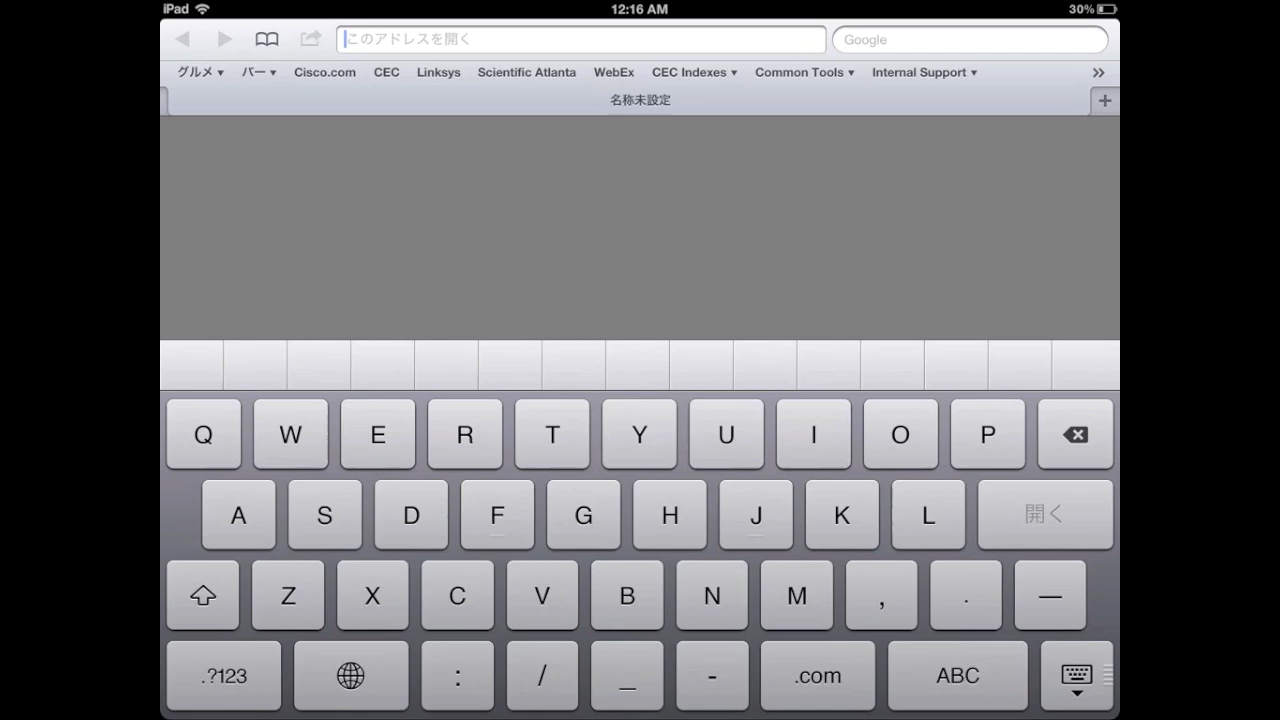 iPad 12:16 AM 30%
このアドレスを開く Google
グルメ ▾ バー ▾ Cisco.com CEC Linksys Scientific Atlanta WebEx CEC Indexes ▾ Common Tools ▾ Internal Support ▾ »
名称未設定 +
Q W E R T Y U I O P
A S D F G H J K L 開く
Z X C V B N M , . —
.?123 : / _ - .com ABC